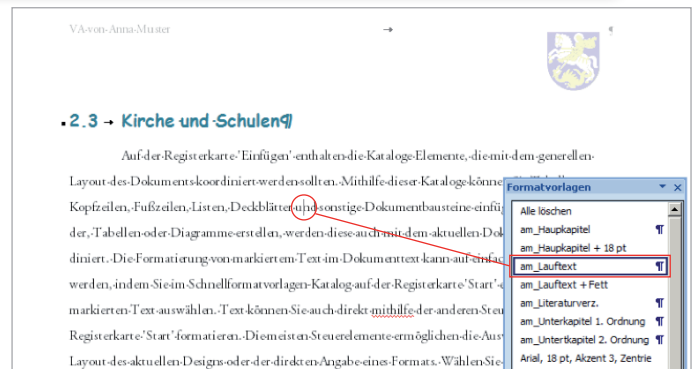 VA von Anna Muster → ¶
2.3 → Kirche und Schulen¶
Auf der Registerkarte 'Einfügen' enthalten die Kataloge Elemente, die mit dem generellen
Layout des Dokuments koordiniert werden sollten. Mithilfe dieser Kataloge könne
Kopfzeilen, Fußzeilen, Listen, Deckblätter und sonstige Dokumentbausteine einfü
der, Tabellen oder Diagramme erstellen, werden diese auch mit dem aktuellen Dok
diniert. Die Formatierung von markiertem Text im Dokumenttext kann auf einfac
werden, indem Sie im Schnellformatvorlagen-Katalog auf der Registerkarte 'Start'
markierten Text auswählen. Text können Sie auch direkt mithilfe der anderen Steu
Registerkarte 'Start' formatieren. Die meisten Steuerelemente ermöglichen die Aus
Layout des aktuellen Designs oder der direkten Angabe eines Formats. Wählen Sie
Formatvorlagen
Alle löschen
am_Haupkapitel ¶
am_Haupkapitel + 18 pt
am_Lauftext ¶
am_Lauftext + Fett
am_Literaturverz. ¶
am_Unterkapitel 1. Ordnung ¶
am_Untertkapitel 2. Ordnung ¶
Arial, 18 pt, Akzent 3, Zentrie